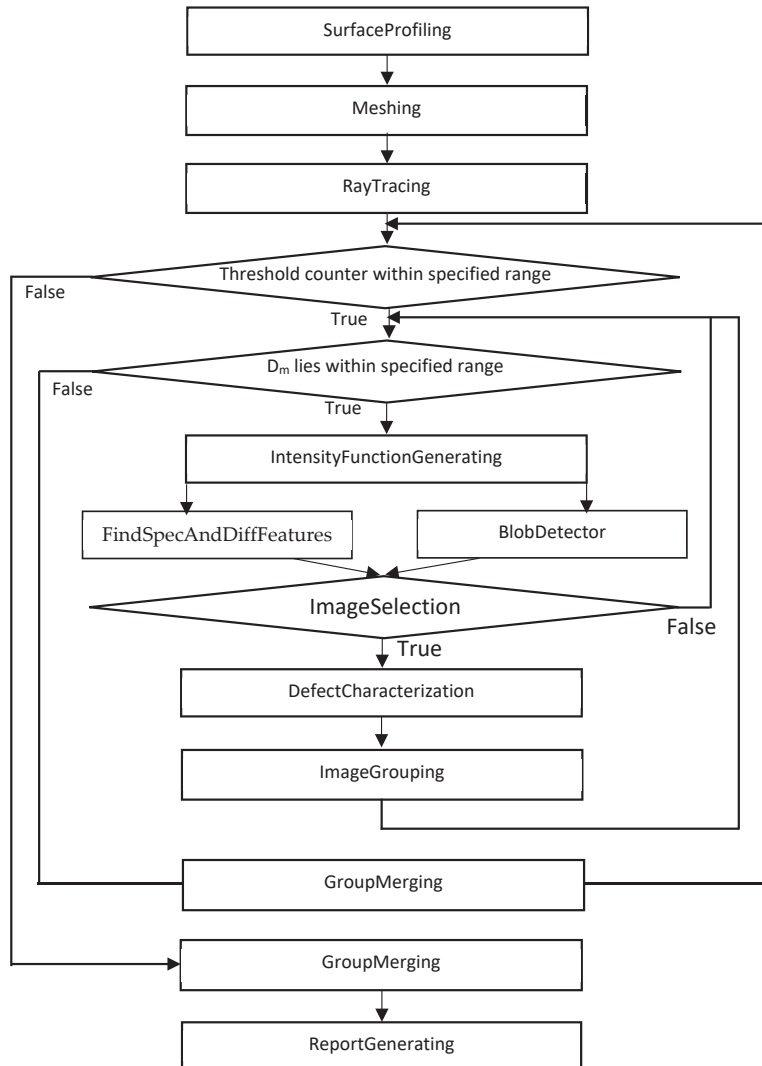 SurfaceProfiling
Meshing
RayTracing
Threshold counter within specified range
False
True
Dₘ lies within specified range
False
True
IntensityFunctionGenerating
FindSpecAndDiffFeatures
BlobDetector
ImageSelection
False
True
DefectCharacterization
ImageGrouping
GroupMerging
GroupMerging
ReportGenerating